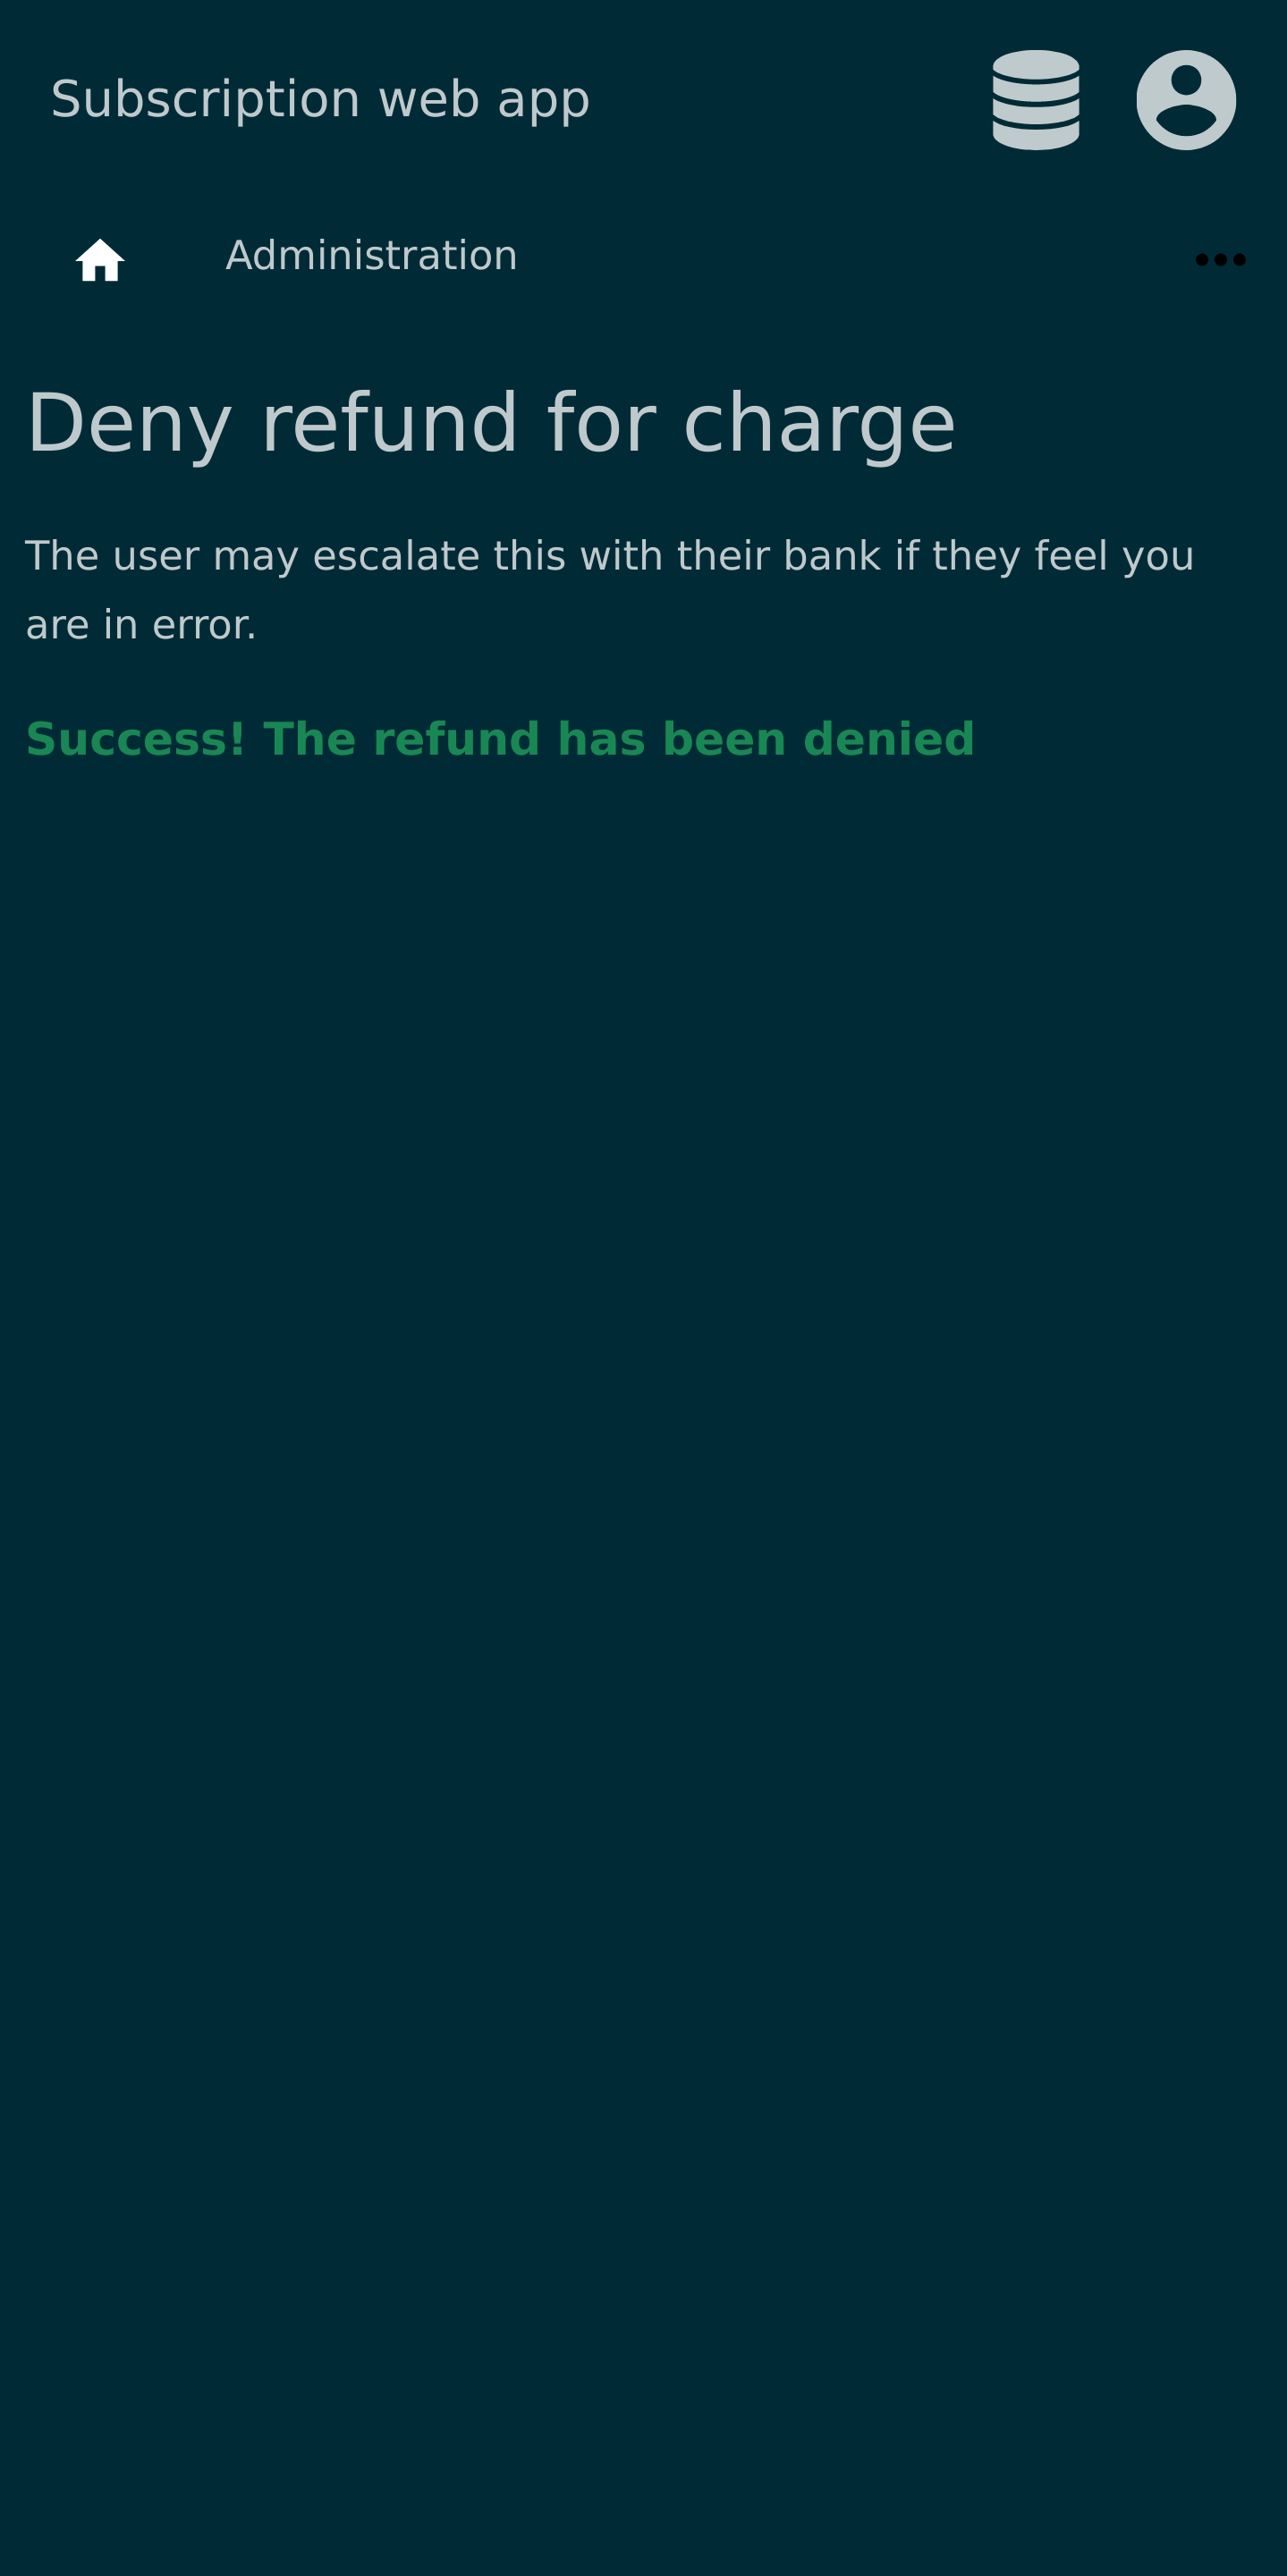 Subscription web app
Administration
Deny refund for charge
The user may escalate this with their bank if they feel you
are in error.
Success! The refund has been denied